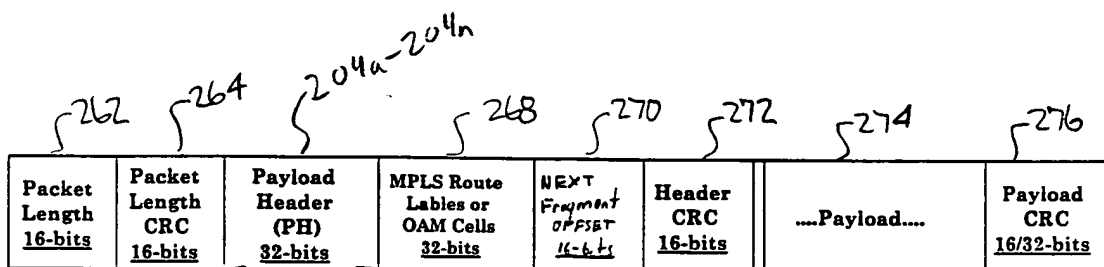 262
264
204a-204n
268
270
272
274
276
Packet
Length
16-bits
Packet
Length
CRC
16-bits
Payload
Header
(PH)
32-bits
MPLS Route
Lables or
OAM Cells
32-bits
NEXT
Fragment
OFFSET
16-bits
Header
CRC
16-bits
....Payload....
Payload
CRC
16/32-bits